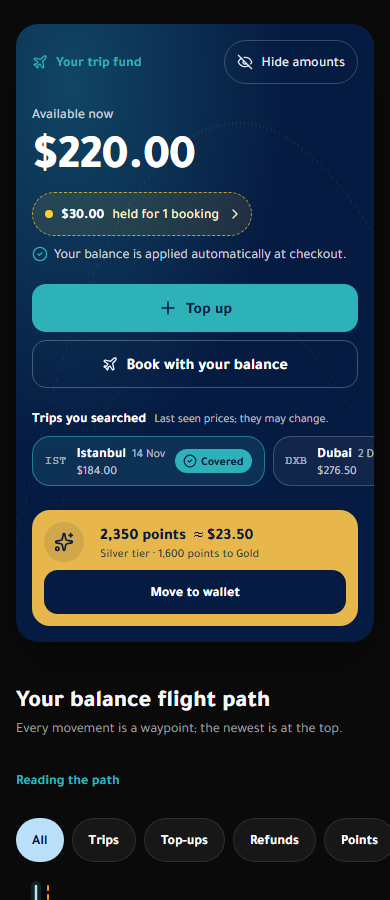 Your trip fund
Hide amounts
Available now
$220.00
$30.00 held for 1 booking
Your balance is applied automatically at checkout.
Top up
Book with your balance
Trips you searched Last seen prices; they may change.
IST Istanbul 14 Nov Covered
$184.00
DXB Dubai 2 D
$276.50
2,350 points ≈ $23.50
Silver tier · 1,600 points to Gold
Move to wallet
Your balance flight path
Every movement is a waypoint; the newest is at the top.
Reading the path
All Trips Top-ups Refunds Points